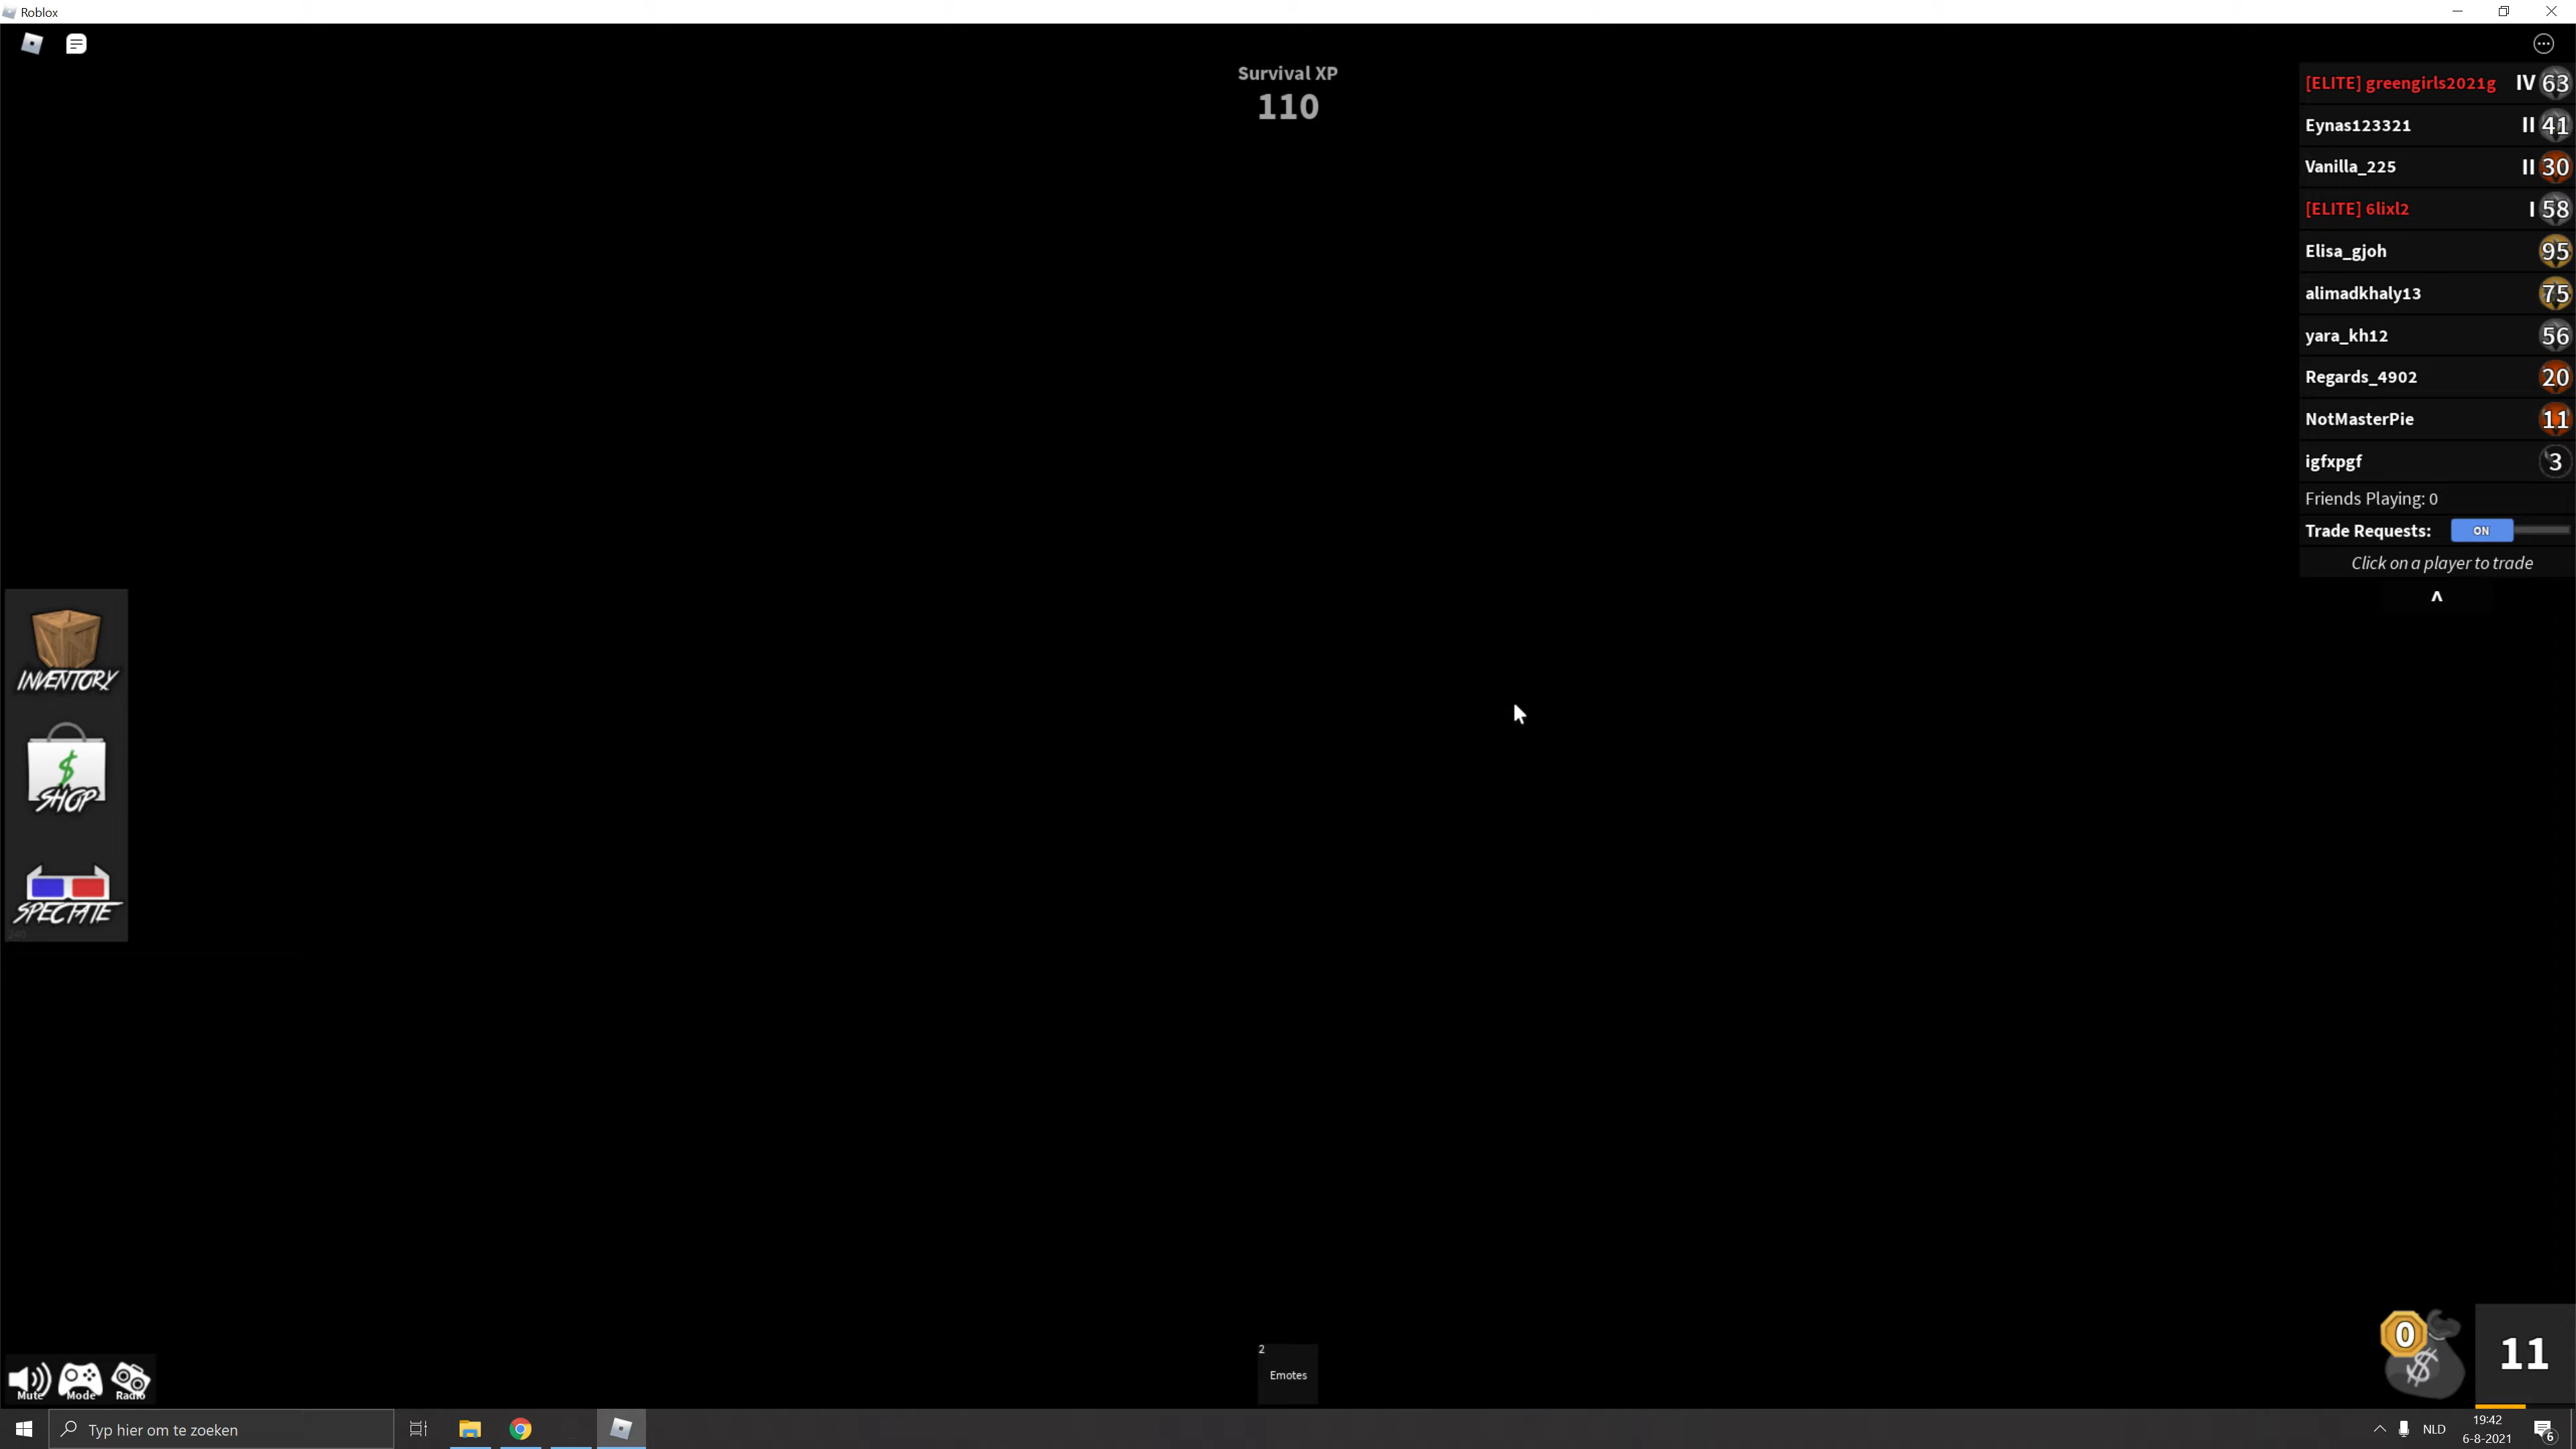 Roblox
Survival XP
110
[ELITE] greengirls2021g IV 63
Eynas123321 II 41
Vanilla_225 II 30
[ELITE] 6lixl2 I 58
Elisa_gjoh 95
alimadkhaly13 75
yara_kh12 56
Regards_4902 20
NotMasterPie 11
igfxpgf 3
Friends Playing: 0
Trade Requests: ON
Click on a player to trade
^
INVENTORY
$
SHOP
SPECTATE
240
0
$
11
2
Emotes
Mute Mode Radio
Typ hier om te zoeken
NLD
19:42
6-8-2021
6